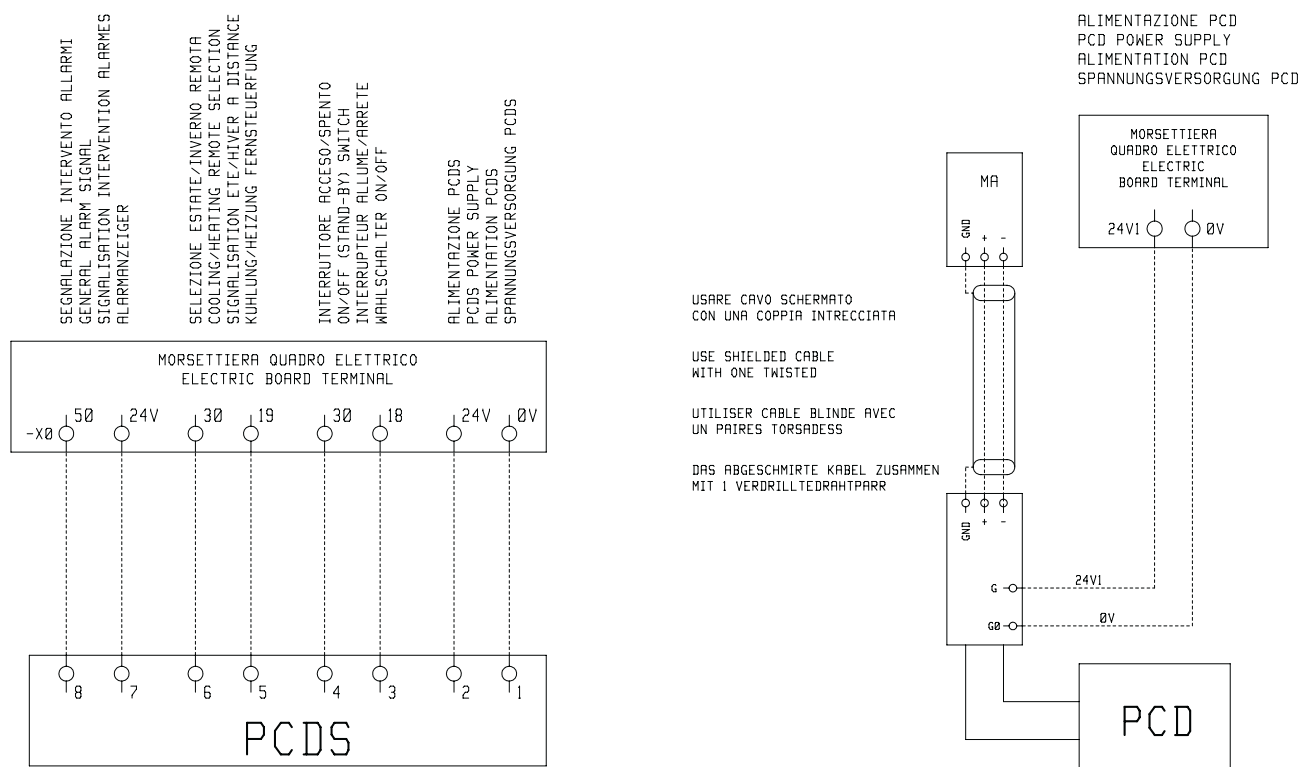 SEGNALAZIONE INTERVENTO ALLARMI
GENERAL ALARM SIGNAL
SIGNALISATION INTERVENTION ALARMES
ALARMANZEIGER
SELEZIONE ESTATE/INVERNO REMOTA
COOLING/HEATING REMOTE SELECTION
SIGNALISATION ETE/HIVER A DISTANCE
KUHLUNG/HEIZUNG FERNSTEUERFUNG
INTERRUTTORE ACCESO/SPENTO
ON/OFF (STAND-BY) SWITCH
INTERRUPTEUR ALLUME/ARRETE
WAHLSCHALTER ON/OFF
ALIMENTAZIONE PCDS
PCDS POWER SUPPLY
ALIMENTATION PCDS
SPANNUNGSVERSORGUNG PCDS
MORSETTIERA QUADRO ELETTRICO
ELECTRIC BOARD TERMINAL
-X0 50 24V 30 19 30 18 24V 0V
8 7 6 5 4 3 2 1
PCDS
ALIMENTAZIONE PCD
PCD POWER SUPPLY
ALIMENTATION PCD
SPANNUNGSVERSORGUNG PCD
MORSETTIERA
QUADRO ELETTRICO
ELECTRIC
BOARD TERMINAL
24V1 0V
MA
GND + -
USARE CAVO SCHERMATO
CON UNA COPPIA INTRECCIATA
USE SHIELDED CABLE
WITH ONE TWISTED
UTILISER CABLE BLINDE AVEC
UN PAIRES TORSADESS
DAS ABGESCHMIRTE KABEL ZUSAMMEN
MIT 1 VERDRILLTEDRAHTPARR
GND + -
G 24V1
G0 0V
PCD